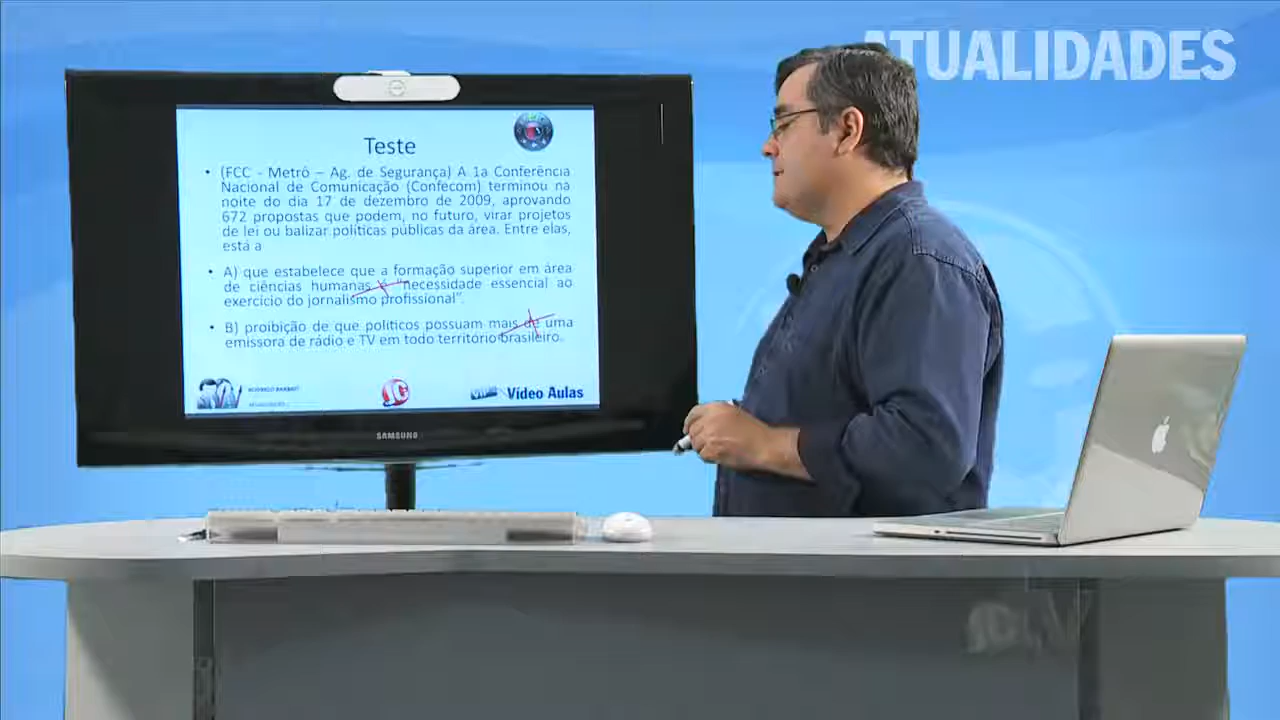 ATUALIDADES
Teste
• (FCC - Metrô – Ag. de Segurança) A 1a Conferência
Nacional de Comunicação (Confecom) terminou na
noite do dia 17 de dezembro de 2009, aprovando
672 propostas que podem, no futuro, virar projetos
de lei ou balizar políticas públicas da área. Entre elas,
está a
• A) que estabelece que a formação superior em área
de ciências humanas é "necessidade essencial ao
exercício do jornalismo profissional".
• B) proibição de que políticos possuam mais de uma
emissora de rádio e TV em todo território brasileiro.
Vídeo Aulas
SAMSUNG